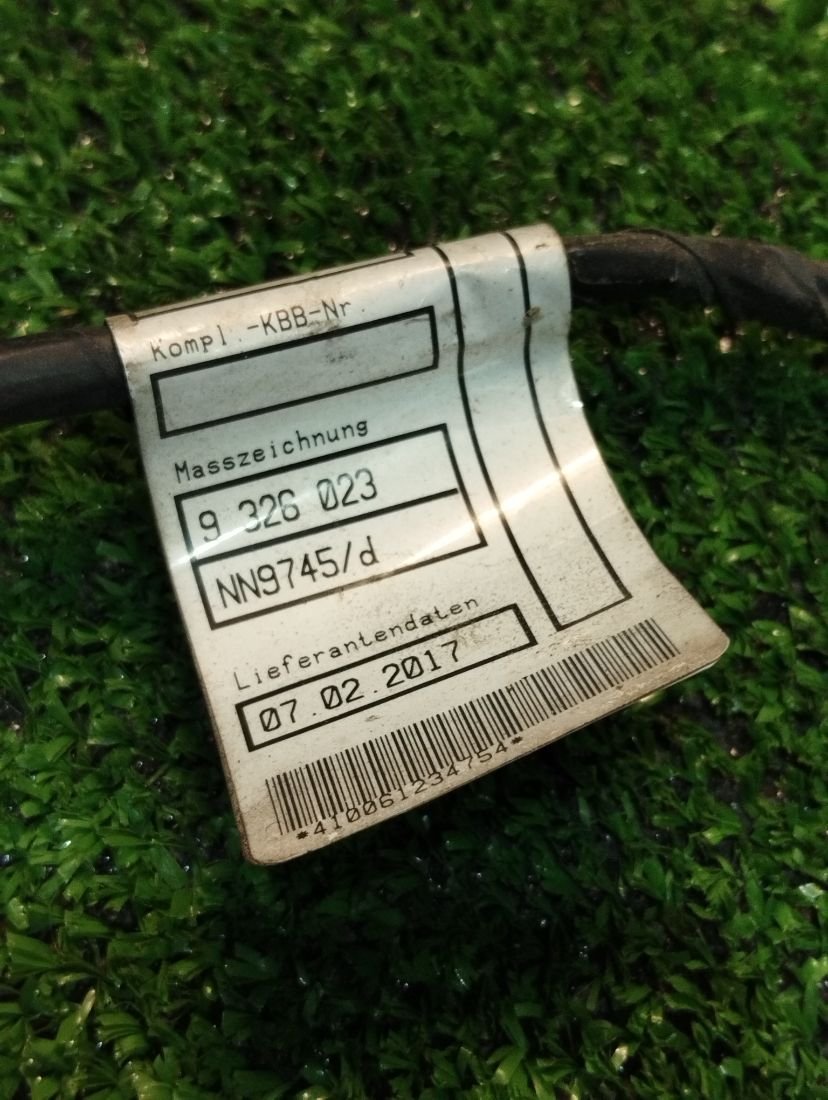 Kompl.-KBB-Nr.
Masszeichnung
9 326 023
NN9745/d
Lieferantendaten
07.02.2017
*410061234754*